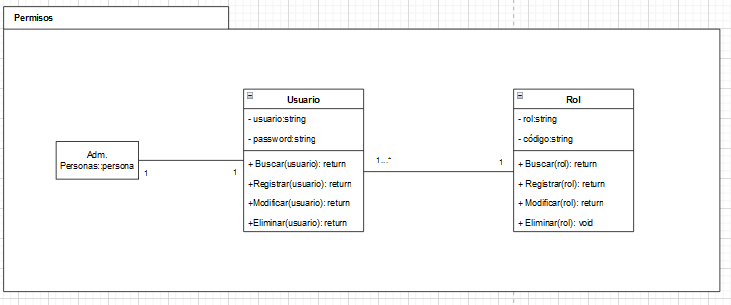 Permisos
Adm.
Personas::persona
1
1
Usuario
- usuario:string
- password:string
+ Buscar(usuario): return
+Registrar(usuario): return
+Modificar(usuario): return
+Eliminar(usuario): return
1...*
1
Rol
- rol:string
- código:string
+ Buscar(rol): return
+ Registrar(rol): return
+ Modificar(rol): return
+ Eliminar(rol): void